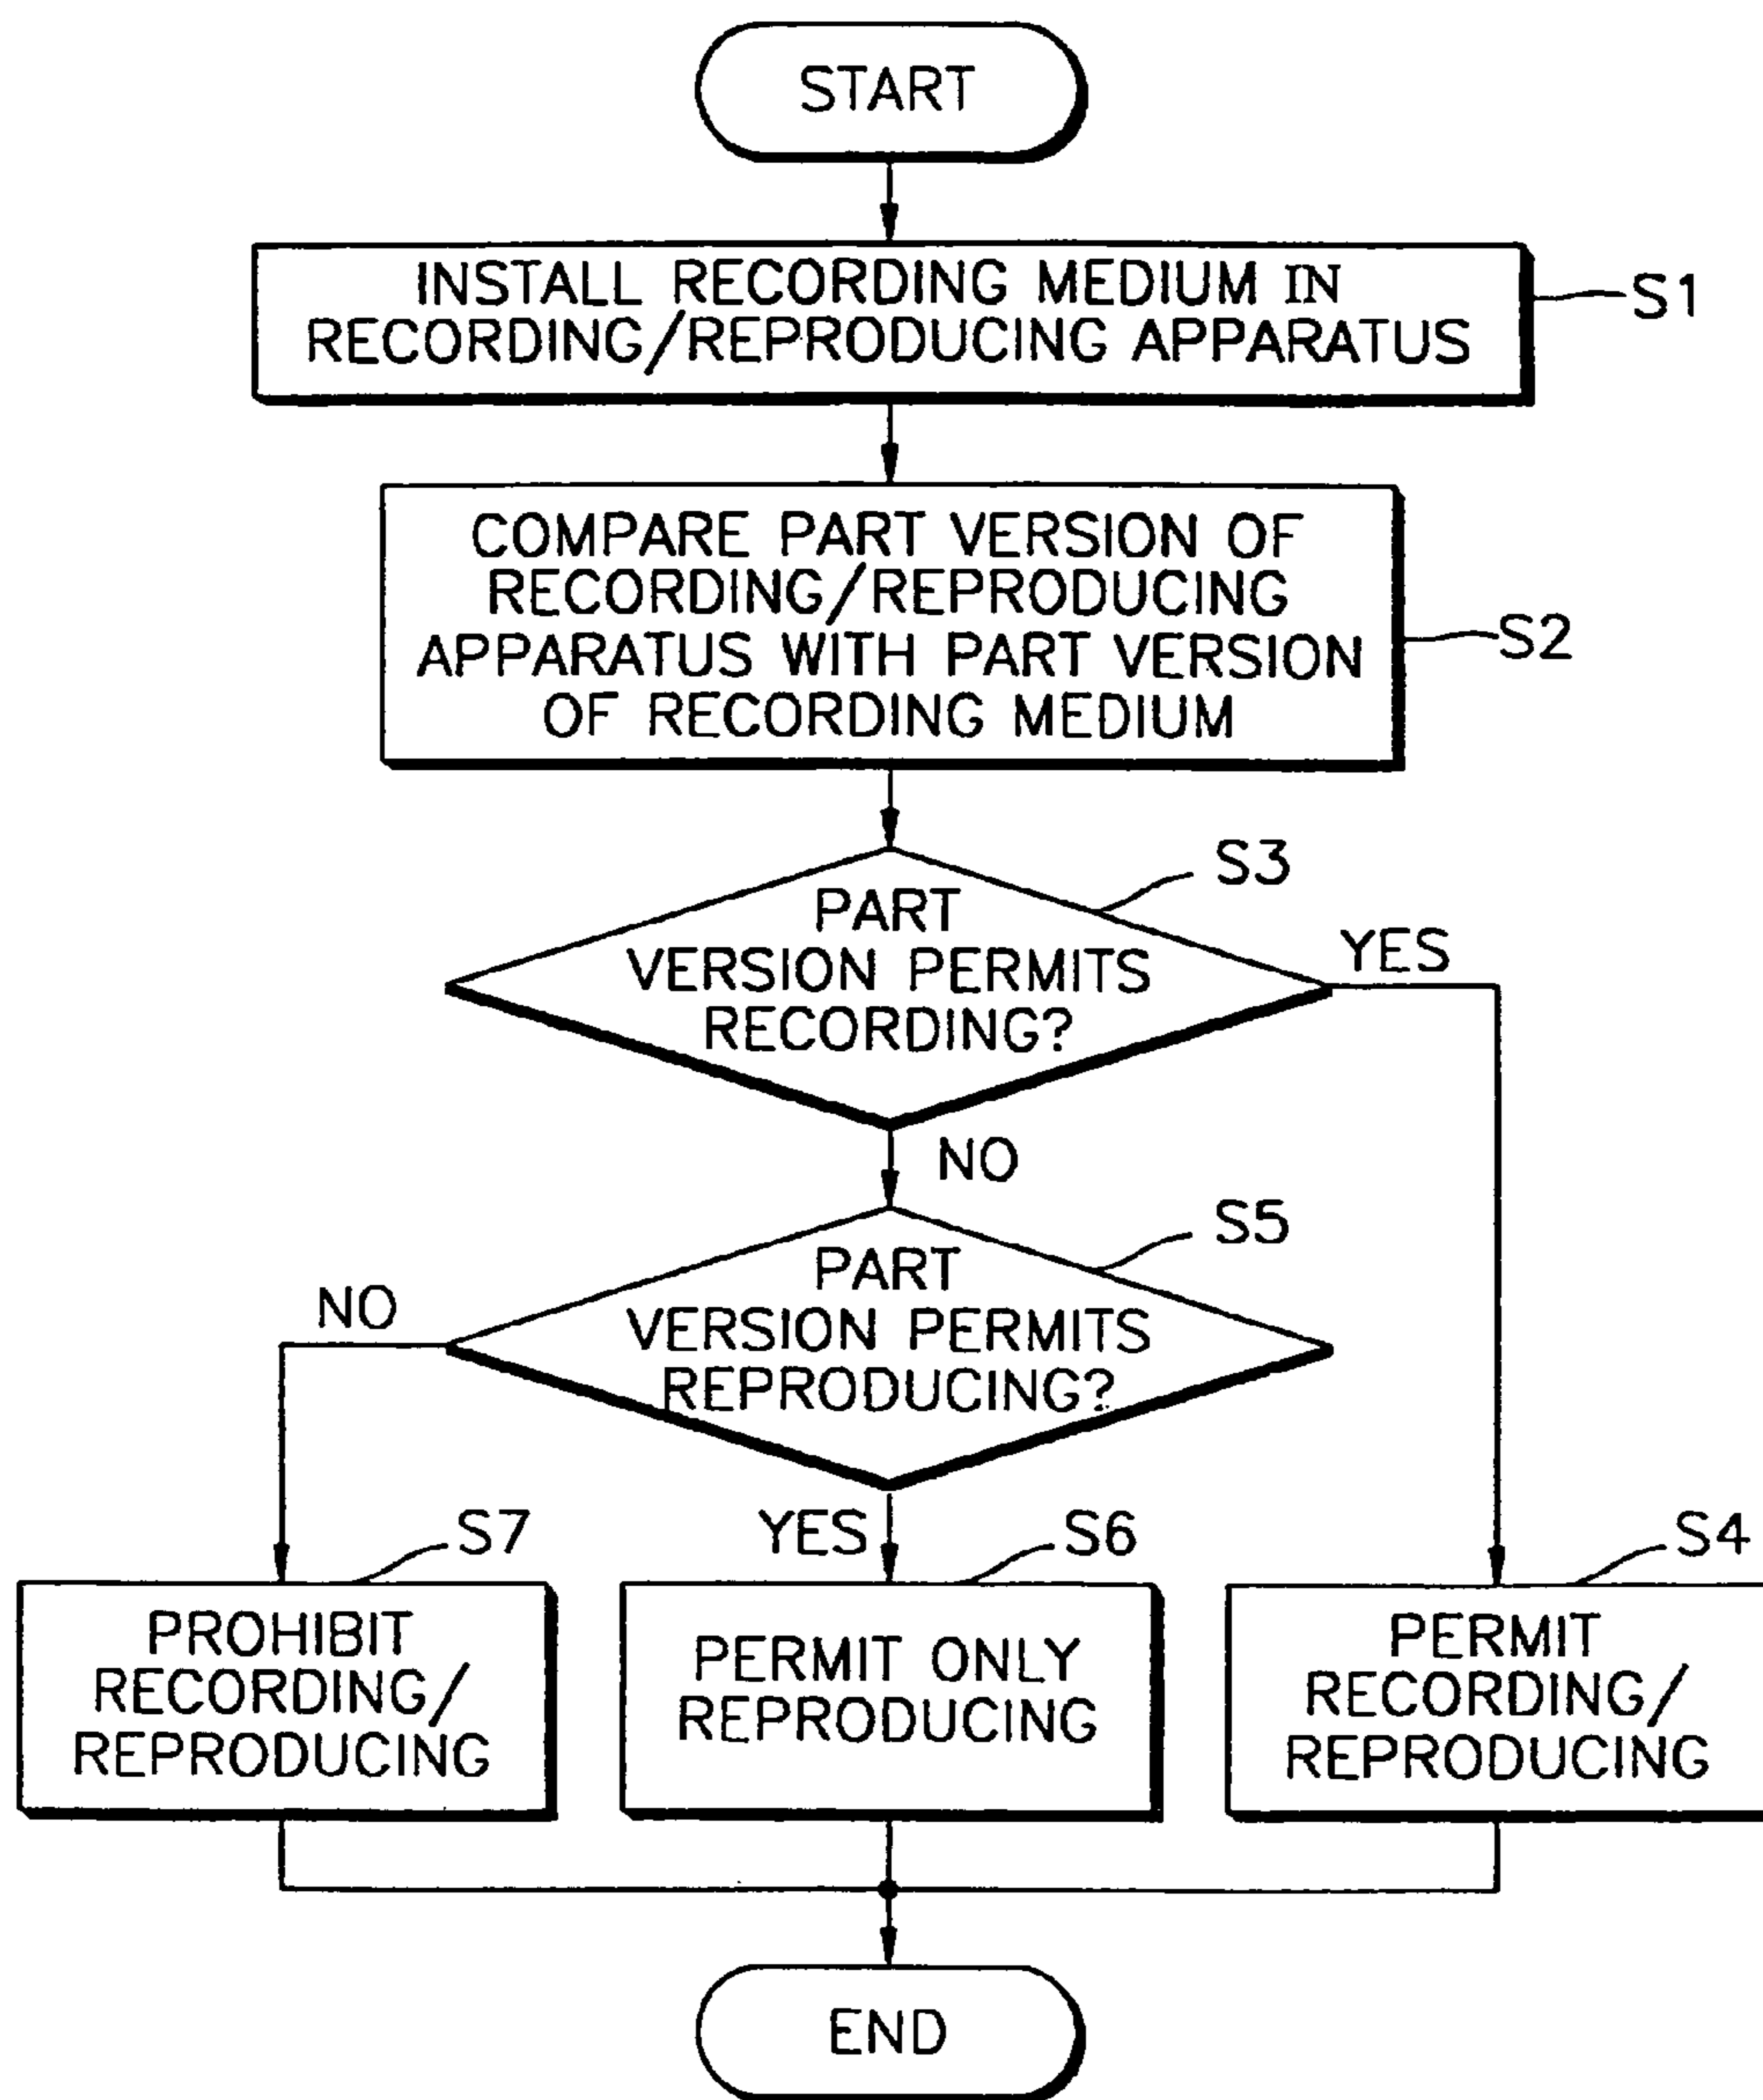 START
INSTALL RECORDING MEDIUM IN
RECORDING/REPRODUCING APPARATUS
S1
COMPARE PART VERSION OF
RECORDING/REPRODUCING
APPARATUS WITH PART VERSION
OF RECORDING MEDIUM
S2
S3
PART
VERSION PERMITS
RECORDING?
YES
NO
S5
PART
VERSION PERMITS
REPRODUCING?
NO
YES
S7
PROHIBIT
RECORDING/
REPRODUCING
S6
PERMIT ONLY
REPRODUCING
S4
PERMIT
RECORDING/
REPRODUCING
END